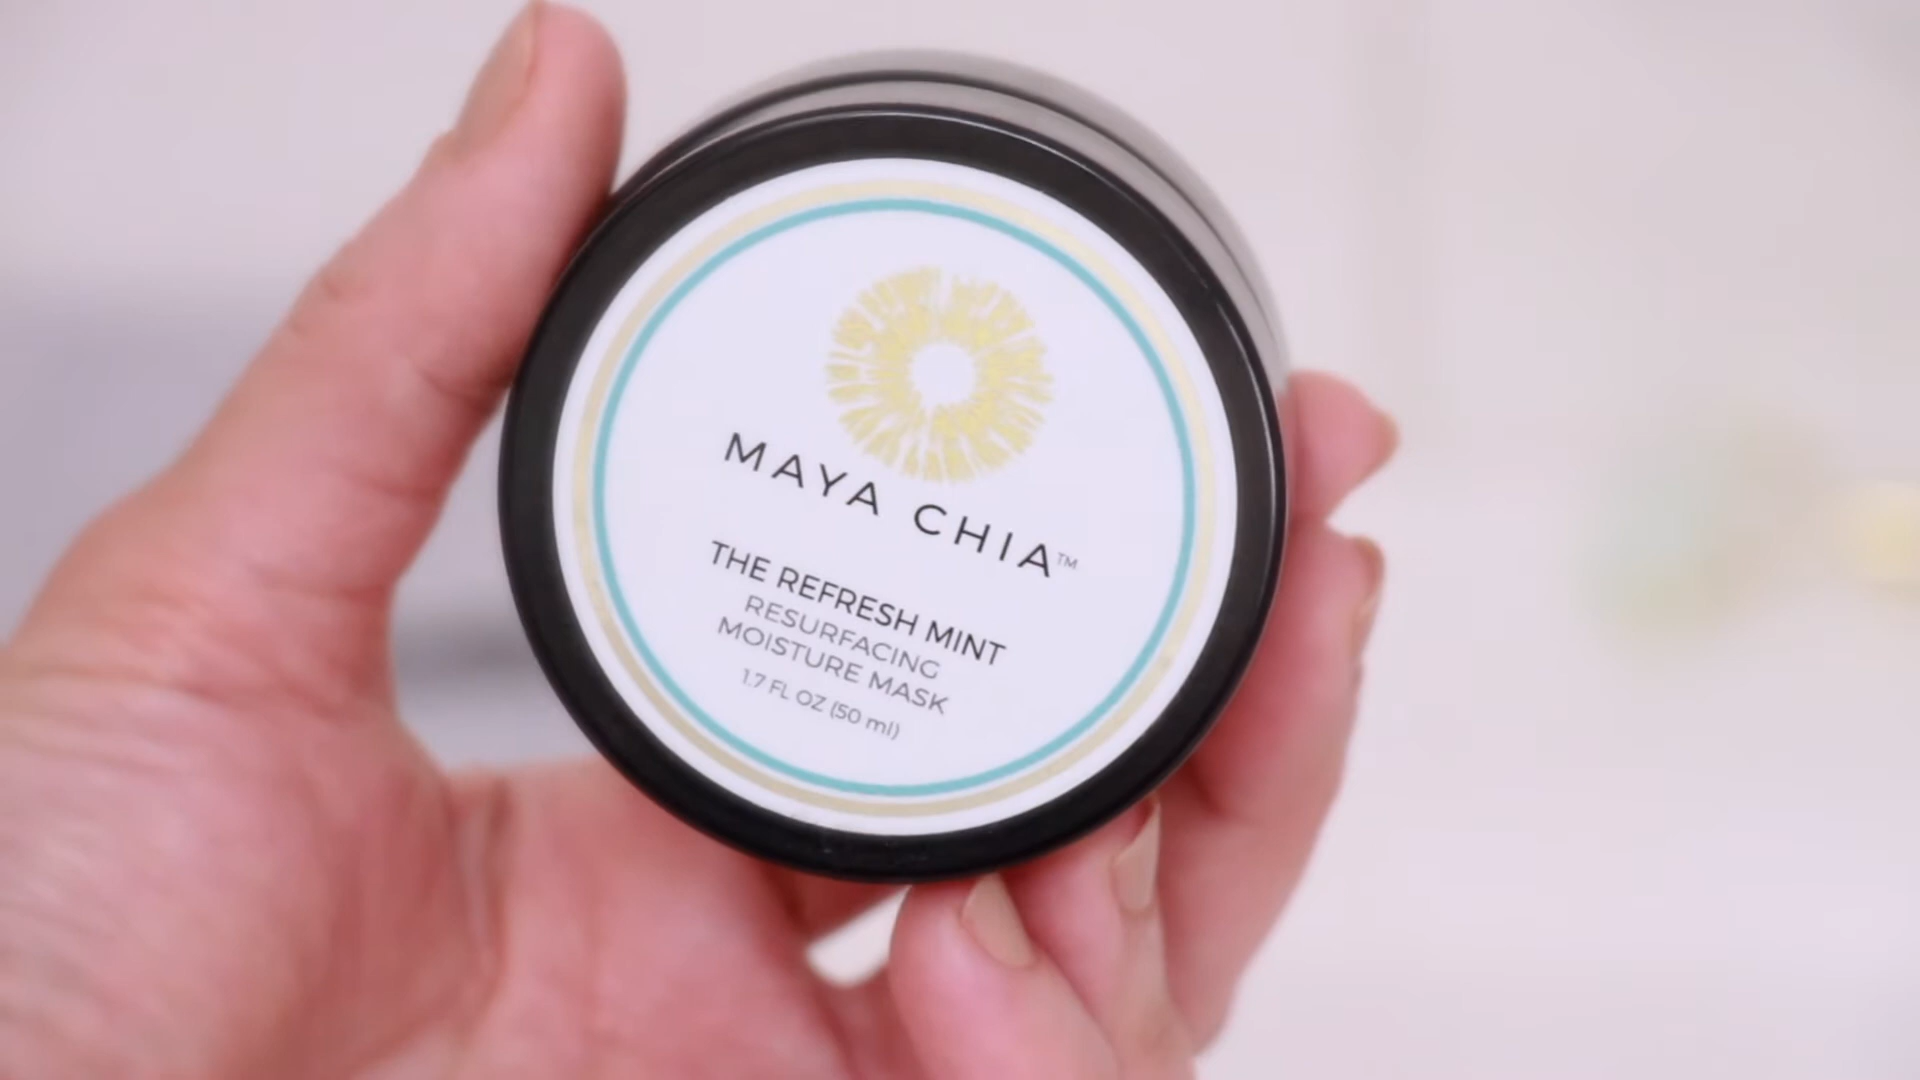 MAYA CHIA™
THE REFRESH MINT
RESURFACING
MOISTURE MASK
1.7 FL OZ (50 ml)